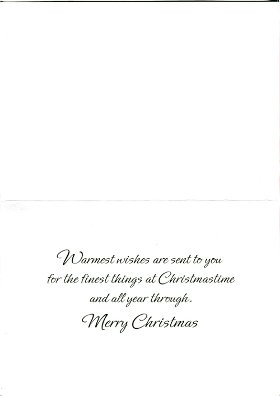 Warmest wishes are sent to you
for the finest things at Christmastime
and all year through.
Merry Christmas